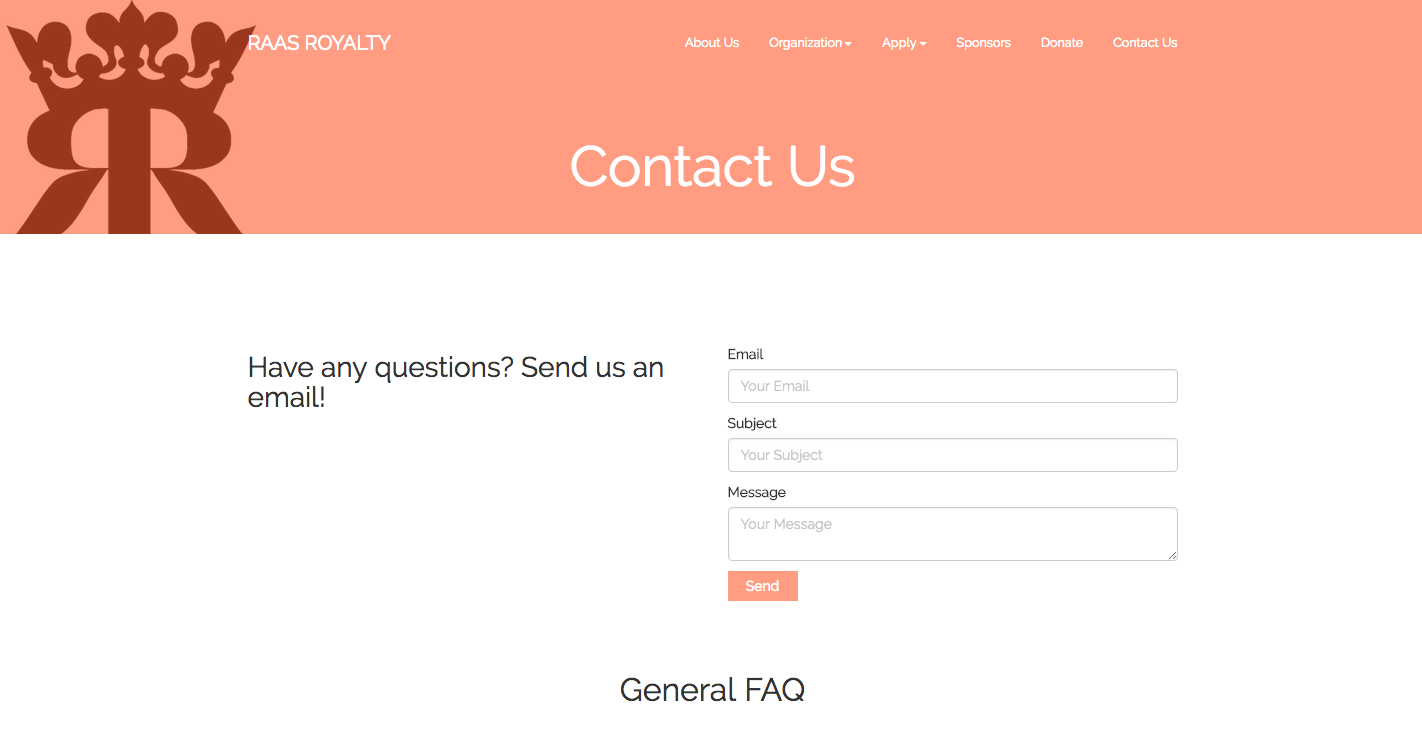 RAAS ROYALTY
About Us Organization Apply Sponsors Donate Contact Us
Contact Us
Have any questions? Send us an
email!
Email
Your Email
Subject
Your Subject
Message
Your Message
Send
General FAQ